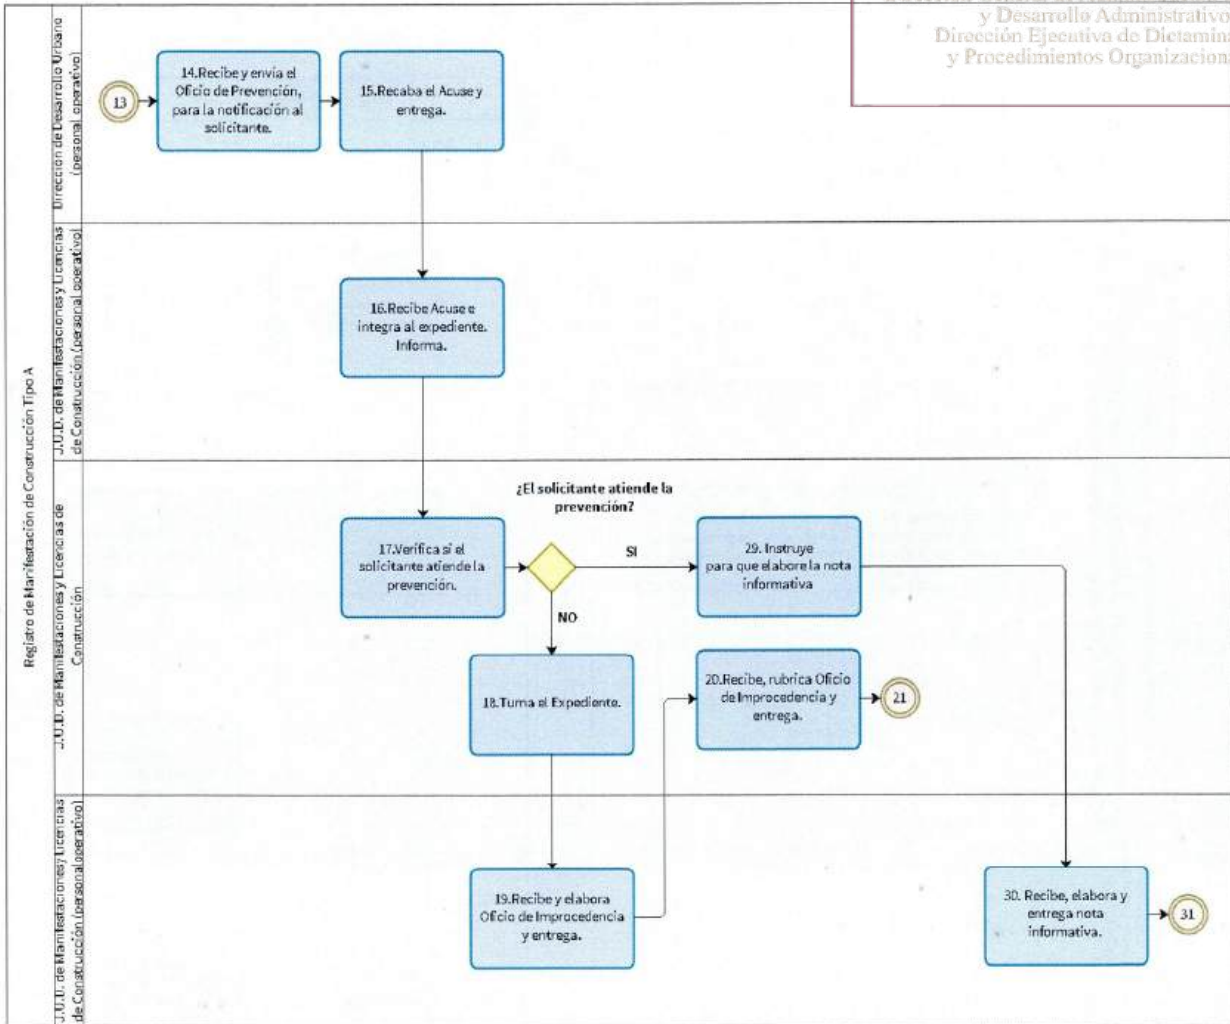 y Desarrollo Administrativo
Dirección Ejecutiva de Dictamina
y Procedimientos Organizaciona
Registro de Manifestación de Construcción Tipo A
Dirección de Desarrollo Urbano
(personal operativo)
13
14.Recibe y envía el
Oficio de Prevención,
para la notificación al
solicitante.
15.Recaba el Acuse y
entrega.
J.U.D. de Manifestaciones y Licencias
de Construcción (personal operativo)
16.Recibe Acuse e
integra al expediente.
Informa.
J.U.D. de Manifestaciones y Licencias de
Construcción
¿El solicitante atiende la
prevención?
17.Verifica si el
solicitante atiende la
prevención.
SI
29. Instruye
para que elabore la nota
informativa
NO
18.Turna el Expediente.
20.Recibe, rubrica Oficio
de Improcedencia y
entrega.
21
J.U.D. de Manifestaciones y Licencias
de Construcción (personal operativo)
19.Recibe y elabora
Oficio de Improcedencia
y entrega.
30. Recibe, elabora y
entrega nota
informativa.
31